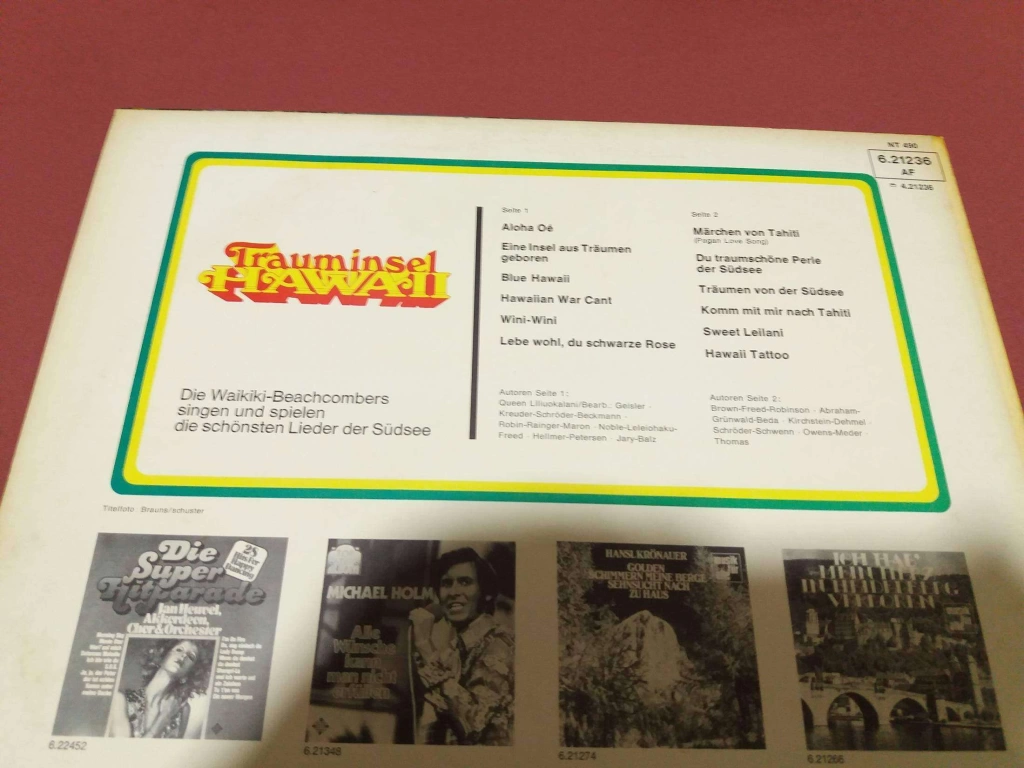 NT 490
6.21236
AF
4.21236
Trauminsel
HAWAII
Die Waikiki-Beachcombers
singen und spielen
die schönsten Lieder der Südsee
Seite 1
Aloha Oé
Eine Insel aus Träumen
geboren
Blue Hawaii
Hawaiian War Cant
Wini-Wini
Lebe wohl, du schwarze Rose
Autoren Seite 1:
Queen Liliuokalani/Bearb.: Geisler ·
Kreuder-Schröder-Beckmann ·
Robin-Rainger-Maron · Noble-Leleiohaku-
Freed · Hellmer-Petersen · Jary-Balz
Seite 2
Märchen von Tahiti
(Pagan Love Song)
Du traumschöne Perle
der Südsee
Träumen von der Südsee
Komm mit mir nach Tahiti
Sweet Leilani
Hawaii Tattoo
Autoren Seite 2:
Brown-Freed-Robinson · Abraham-
Grünwald-Beda · Kirchstein-Dehmel ·
Schröder-Schwenn · Owens-Meder ·
Thomas
Titelfoto: Brauns/schuster
Die
Super
Hitparade
28
Hits For
Happy
Dancing
Jan Heuvel,
Akkordeon,
Chor & Orchester
6.22452
MICHAEL HOLM
Alle
Wünsche
kann
man nicht
erfüllen
6.21348
HANSL KRÖNAUER
GOLDEN
SCHIMMERN MEINE BERGE
SEHNSUCHT NACH
ZU HAUS
6.21274
ICH HAB'
MEIN HERZ
IN HEIDELBERG
VERLOREN
6.21266